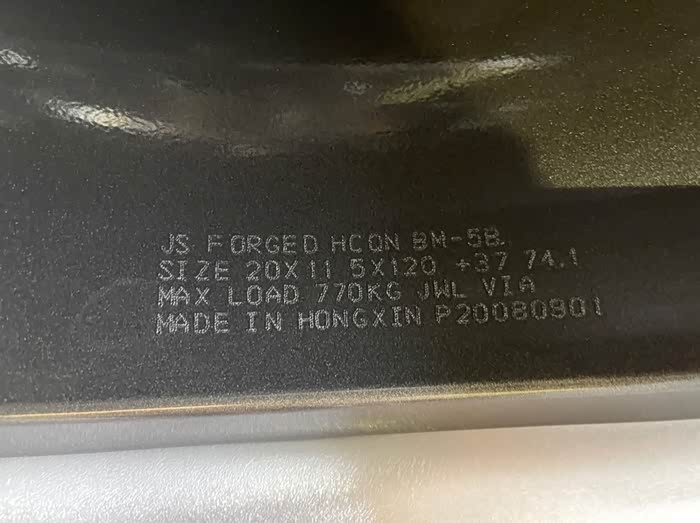 JS FORGED HCQN BM-5B.
SIZE 20X11 5X120 +37 74.1
MAX LOAD 770KG JWL VIA
MADE IN HONGXIN P20080901